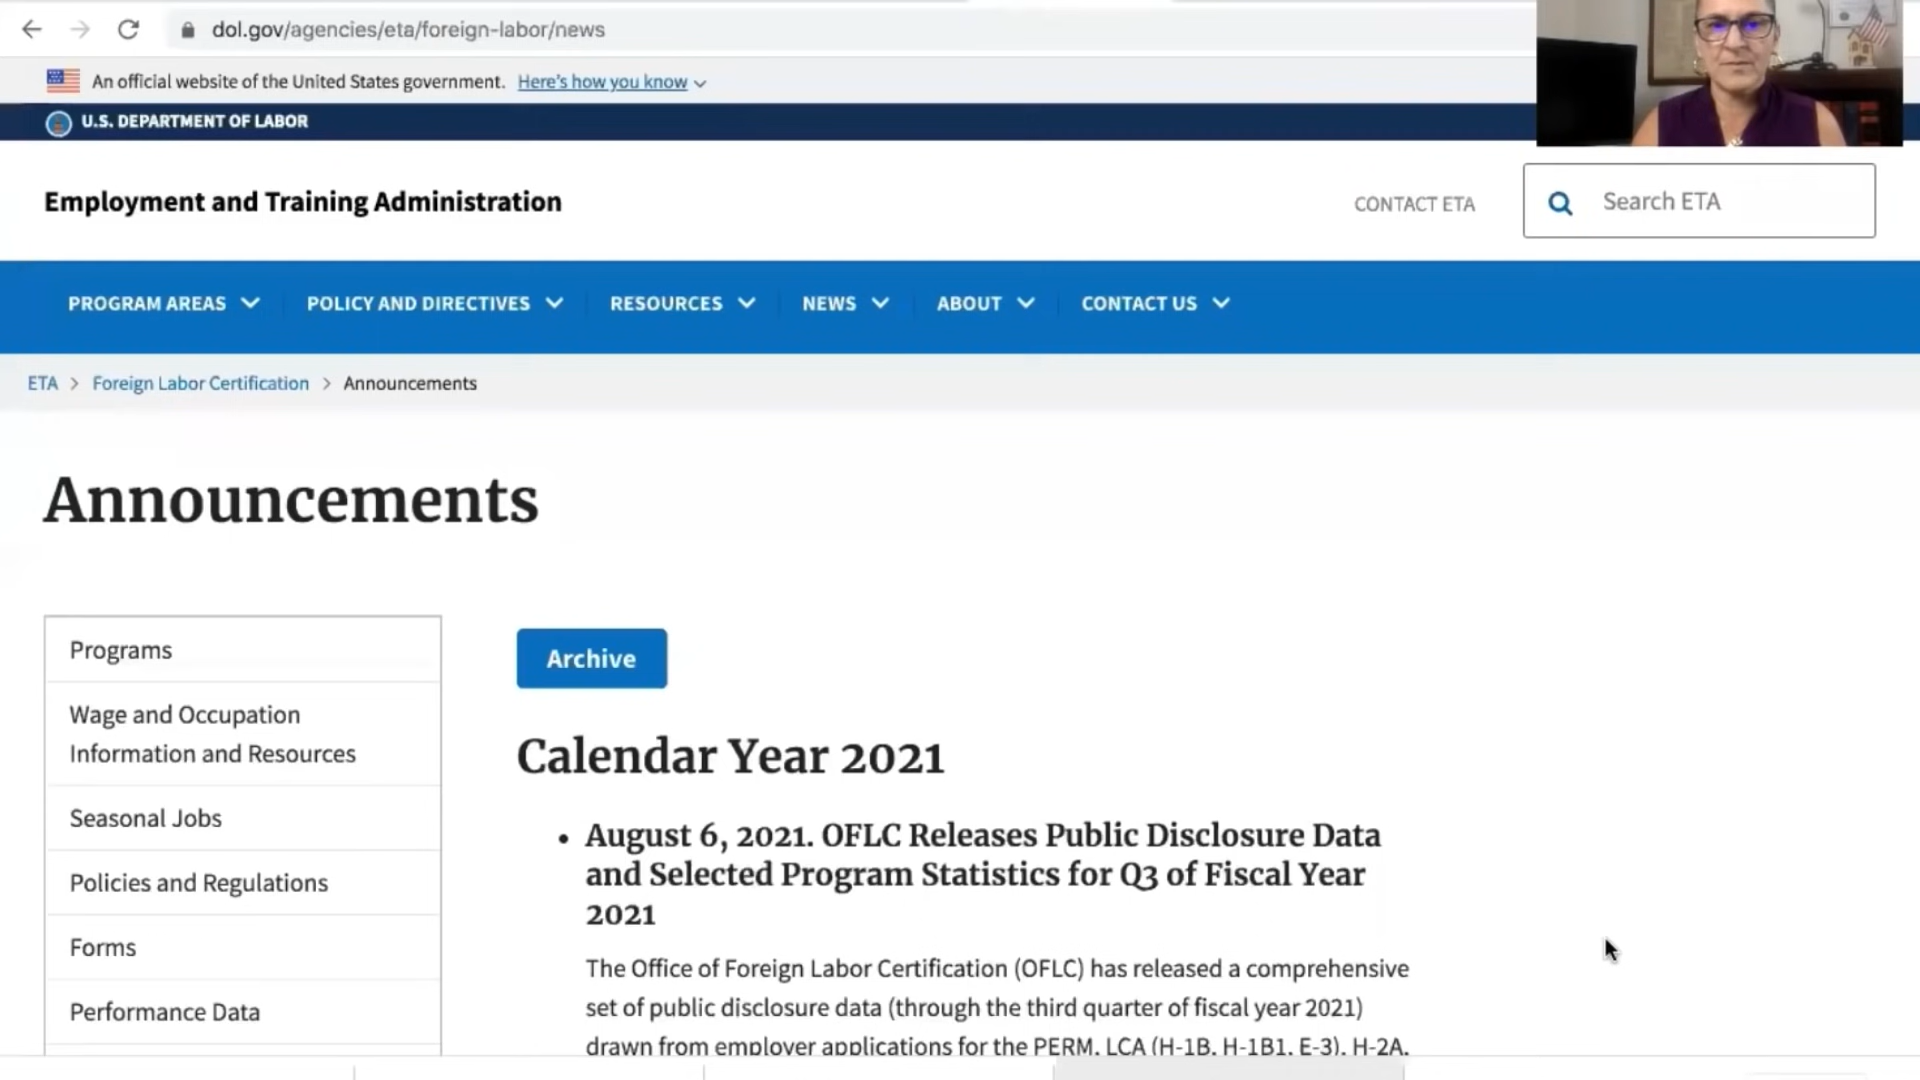 dol.gov/agencies/eta/foreign-labor/news
An official website of the United States government. Here's how you know
U.S. DEPARTMENT OF LABOR
Employment and Training Administration
CONTACT ETA
Search ETA
PROGRAM AREAS POLICY AND DIRECTIVES RESOURCES NEWS ABOUT CONTACT US
ETA > Foreign Labor Certification > Announcements
Announcements
Programs
Wage and Occupation
Information and Resources
Seasonal Jobs
Policies and Regulations
Forms
Performance Data
Archive
Calendar Year 2021
• August 6, 2021. OFLC Releases Public Disclosure Data
and Selected Program Statistics for Q3 of Fiscal Year
2021
The Office of Foreign Labor Certification (OFLC) has released a comprehensive
set of public disclosure data (through the third quarter of fiscal year 2021)
drawn from employer applications for the PERM, LCA (H-1B, H-1B1, E-3), H-2A,